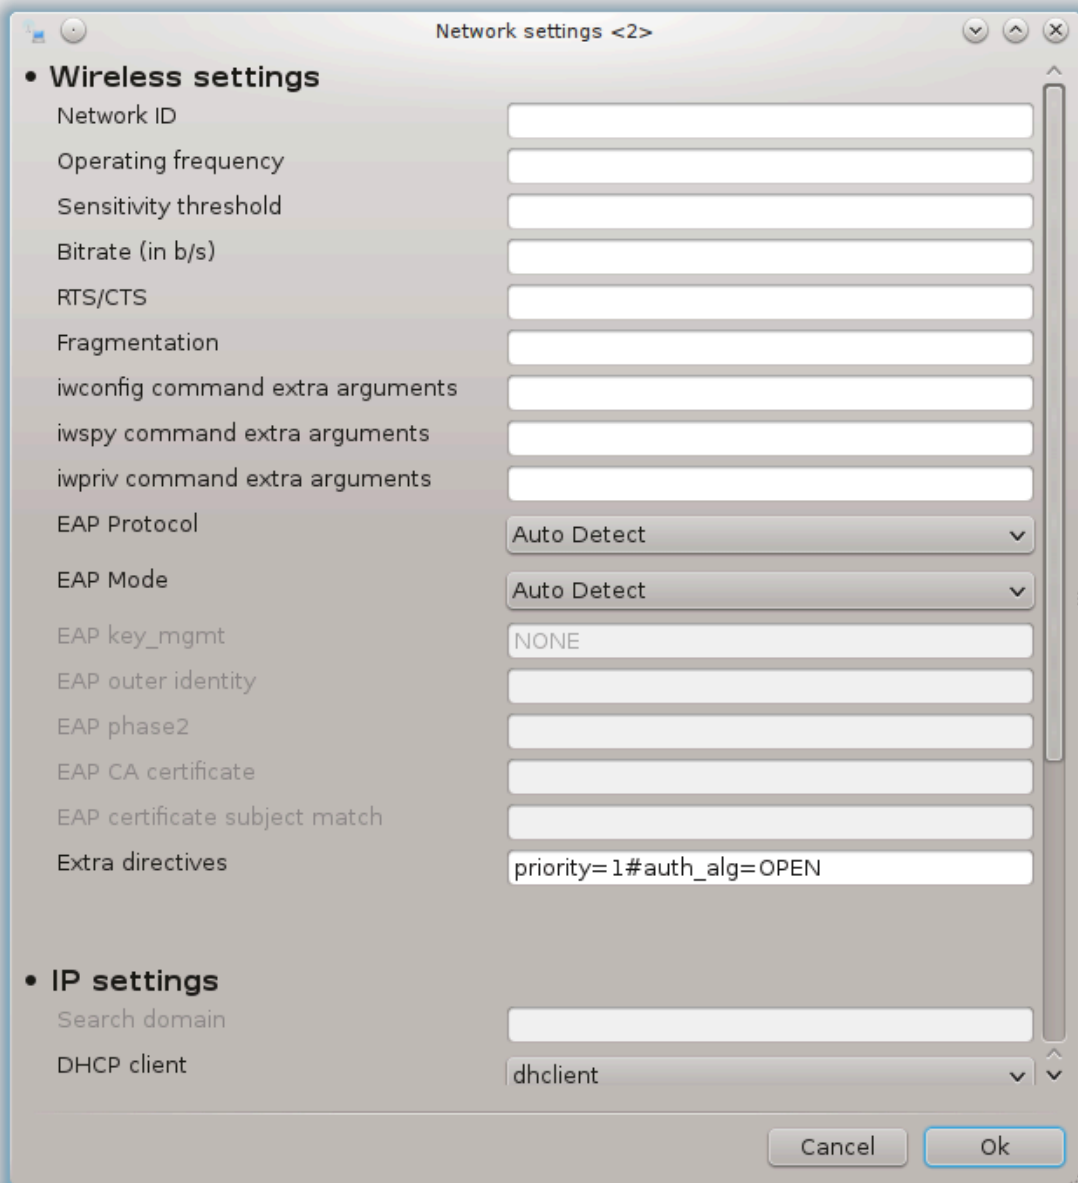 Network settings <2>
• Wireless settings
Network ID
Operating frequency
Sensitivity threshold
Bitrate (in b/s)
RTS/CTS
Fragmentation
iwconfig command extra arguments
iwspy command extra arguments
iwpriv command extra arguments
EAP Protocol Auto Detect
EAP Mode Auto Detect
EAP key_mgmt NONE
EAP outer identity
EAP phase2
EAP CA certificate
EAP certificate subject match
Extra directives priority=1#auth_alg=OPEN
• IP settings
Search domain
DHCP client dhclient
Cancel Ok